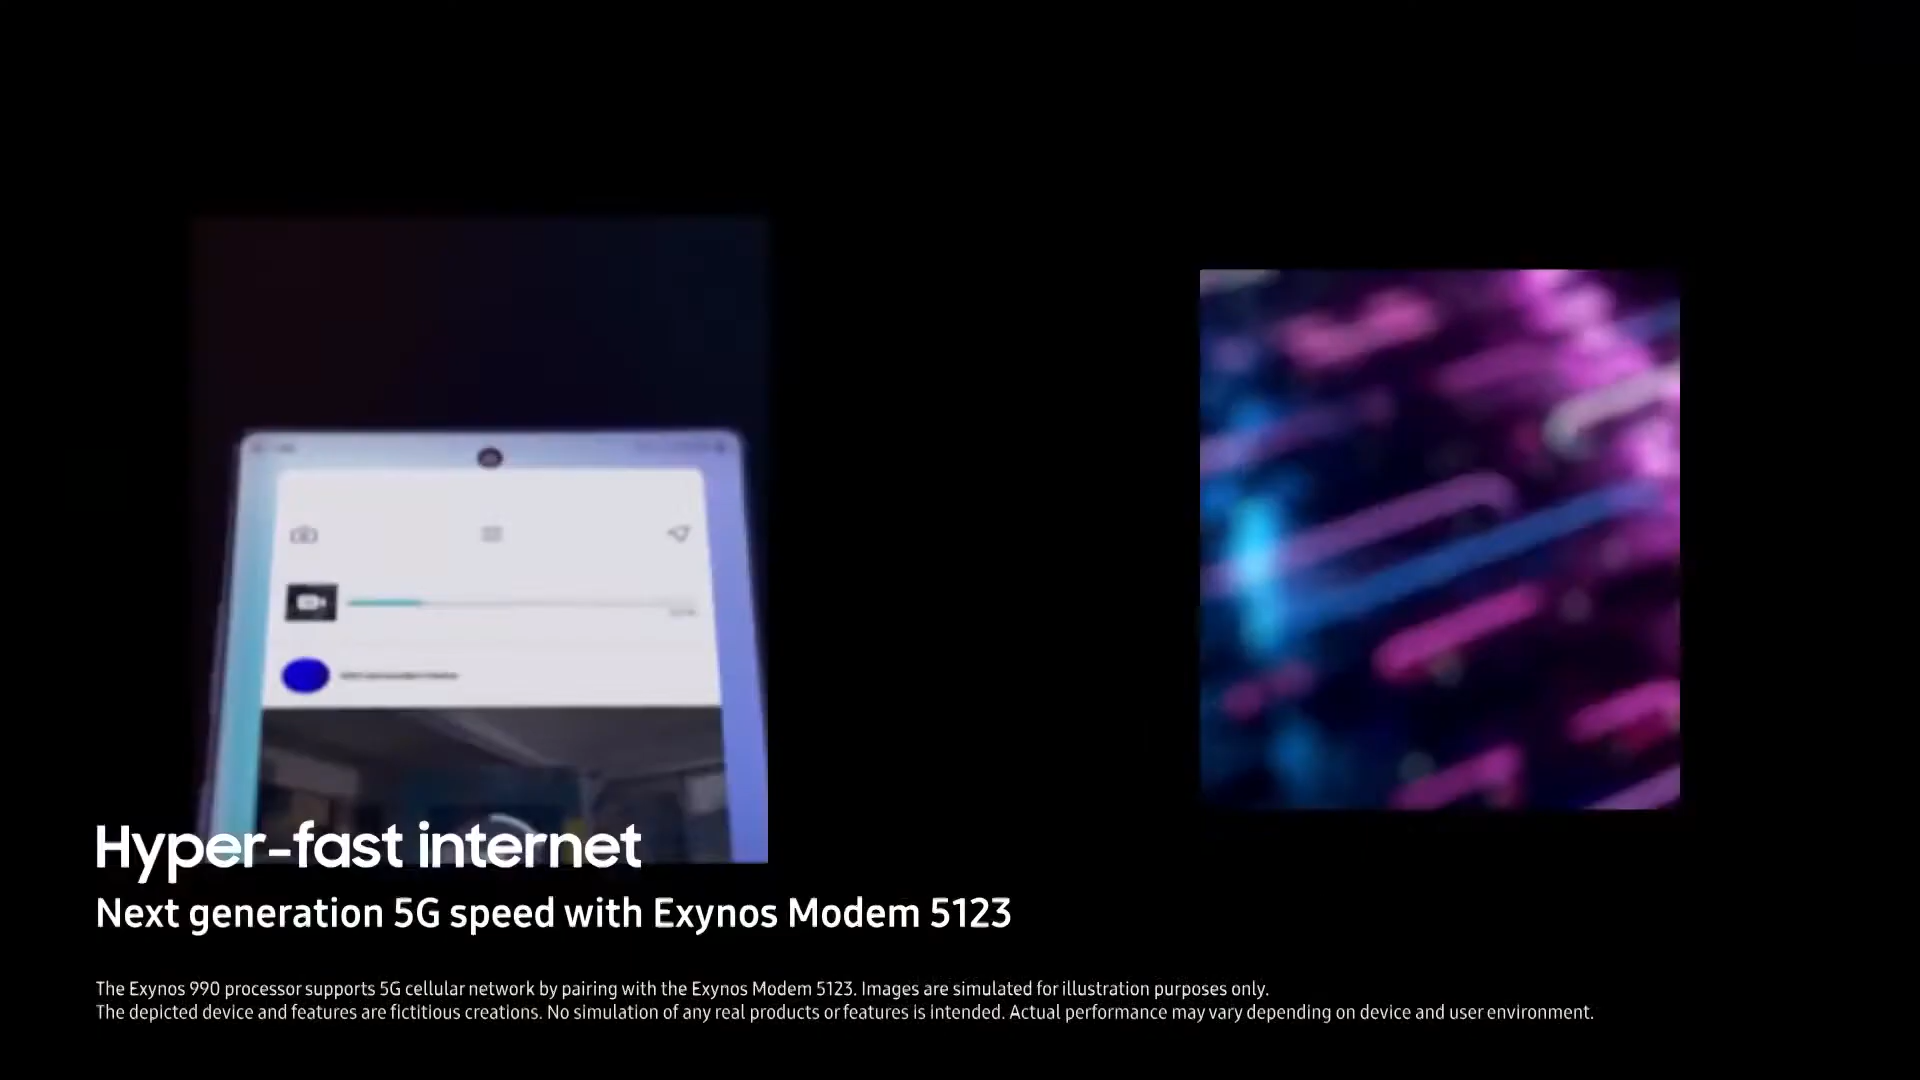 Hyper-fast internet
Next generation 5G speed with Exynos Modem 5123
The Exynos 990 processor supports 5G cellular network by pairing with the Exynos Modem 5123. Images are simulated for illustration purposes only.
The depicted device and features are fictitious creations. No simulation of any real products or features is intended. Actual performance may vary depending on device and user environment.